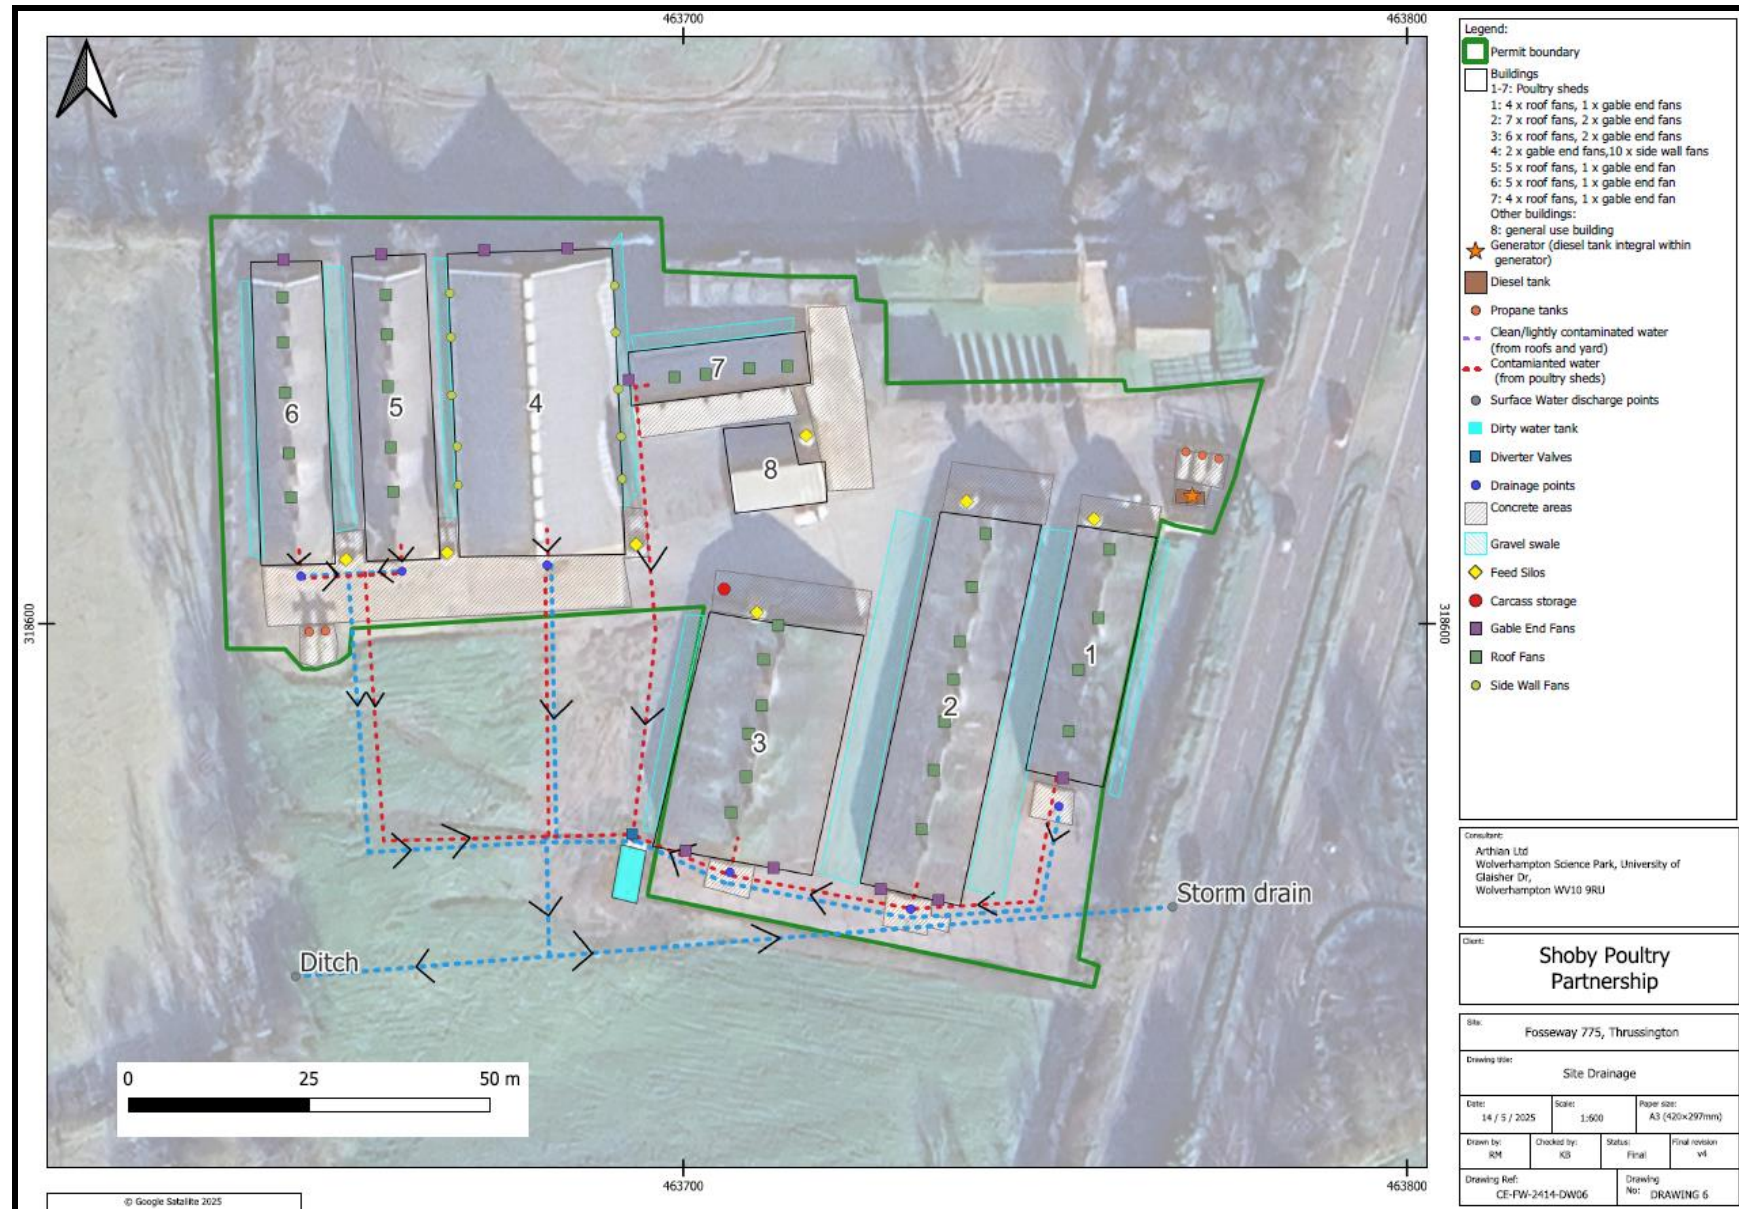 463700
463800
318600
318600
6
5
4
7
8
3
2
1
Storm drain
Ditch
0 25 50 m
463700
463800
© Google Satallite 2025
Legend:
Permit boundary
Buildings
1-7: Poultry sheds
1: 4 x roof fans, 1 x gable end fans
2: 7 x roof fans, 2 x gable end fans
3: 6 x roof fans, 2 x gable end fans
4: 2 x gable end fans,10 x side wall fans
5: 5 x roof fans, 1 x gable end fan
6: 5 x roof fans, 1 x gable end fan
7: 4 x roof fans, 1 x gable end fan
Other buildings:
8: general use building
Generator (diesel tank integral within
generator)
Diesel tank
Propane tanks
Clean/lightly contaminated water
(from roofs and yard)
Contamianted water
(from poultry sheds)
Surface Water discharge points
Dirty water tank
Diverter Valves
Drainage points
Concrete areas
Gravel swale
Feed Silos
Carcass storage
Gable End Fans
Roof Fans
Side Wall Fans
Consultant:
Arthian Ltd
Wolverhampton Science Park, University of
Glaisher Dr,
Wolverhampton WV10 9RU
Client:
Shoby Poultry
Partnership
Site:
Fosseway 775, Thrussington
Drawing title:
Site Drainage
Date: Scale: Paper size:
14 / 5 / 2025 1:600 A3 (420x297mm)
Drawn by: Checked by: Status: Final revision
RM KB Final v4
Drawing Ref: Drawing
CE-FW-2414-DW06 No: DRAWING 6